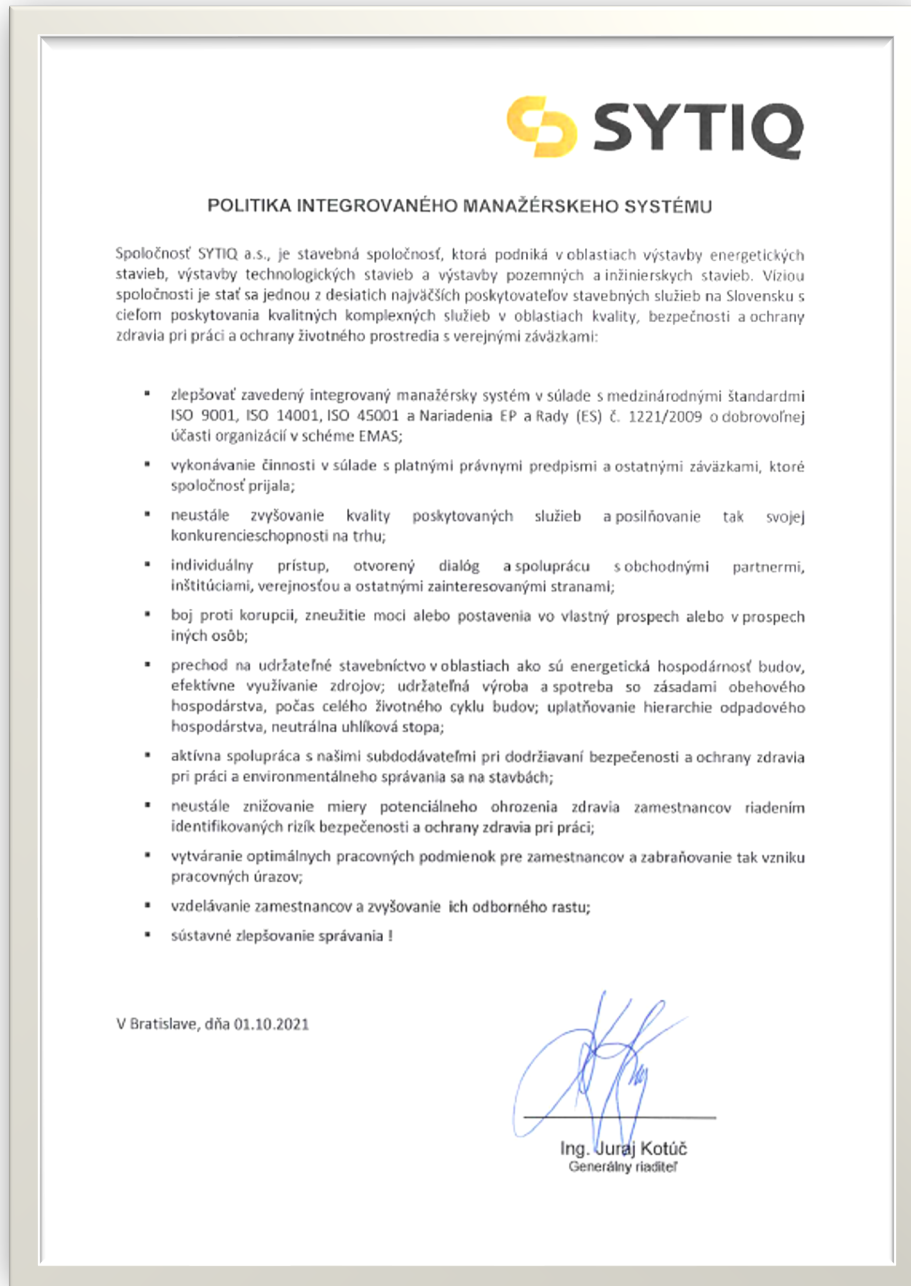 SYTIQ
POLITIKA INTEGROVANÉHO MANAŽÉRSKEHO SYSTÉMU
Spoločnosť SYTIQ a.s., je stavebná spoločnosť, ktorá podniká v oblastiach výstavby energetických
stavieb, výstavby technologických stavieb a výstavby pozemných a inžinierskych stavieb. Víziou
spoločnosti je stať sa jednou z desiatich najväčších poskytovateľov stavebných služieb na Slovensku s
cieľom poskytovania kvalitných komplexných služieb v oblastiach kvality, bezpečnosti a ochrany
zdravia pri práci a ochrany životného prostredia s verejnými záväzkami:
▪ zlepšovať zavedený integrovaný manažérsky systém v súlade s medzinárodnými štandardmi
ISO 9001, ISO 14001, ISO 45001 a Nariadenia EP a Rady (ES) č. 1221/2009 o dobrovoľnej
účasti organizácií v schéme EMAS;
▪ vykonávanie činnosti v súlade s platnými právnymi predpismi a ostatnými záväzkami, ktoré
spoločnosť prijala;
▪ neustále zvyšovanie kvality poskytovaných služieb a posilňovanie tak svojej
konkurencieschopnosti na trhu;
▪ individuálny prístup, otvorený dialóg a spoluprácu s obchodnými partnermi,
inštitúciami, verejnosťou a ostatnými zainteresovanými stranami;
▪ boj proti korupcii, zneužitie moci alebo postavenia vo vlastný prospech alebo v prospech
iných osôb;
▪ prechod na udržateľné stavebníctvo v oblastiach ako sú energetická hospodárnosť budov,
efektívne využívanie zdrojov; udržateľná výroba a spotreba so zásadami obehového
hospodárstva, počas celého životného cyklu budov; uplatňovanie hierarchie odpadového
hospodárstva, neutrálna uhlíková stopa;
▪ aktívna spolupráca s našimi subdodávateľmi pri dodržiavaní bezpečenosti a ochrany zdravia
pri práci a environmentálneho správania sa na stavbách;
▪ neustále znižovanie miery potenciálneho ohrozenia zdravia zamestnancov riadením
identifikovaných rizík bezpečenosti a ochrany zdravia pri práci;
▪ vytváranie optimálnych pracovných podmienok pre zamestnancov a zabraňovanie tak vzniku
pracovných úrazov;
▪ vzdelávanie zamestnancov a zvyšovanie ich odborného rastu;
▪ sústavné zlepšovanie správania !
V Bratislave, dňa 01.10.2021
Ing. Juraj Kotúč
Generálny riaditeľ